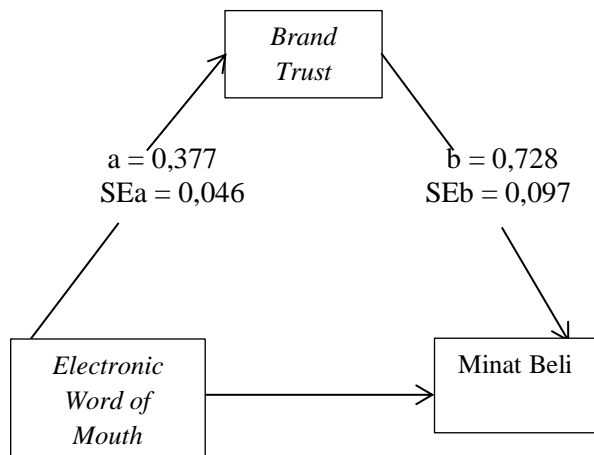 Brand
Trust
a = 0,377
SEa = 0,046
b = 0,728
SEb = 0,097
Electronic
Word of
Mouth
Minat Beli